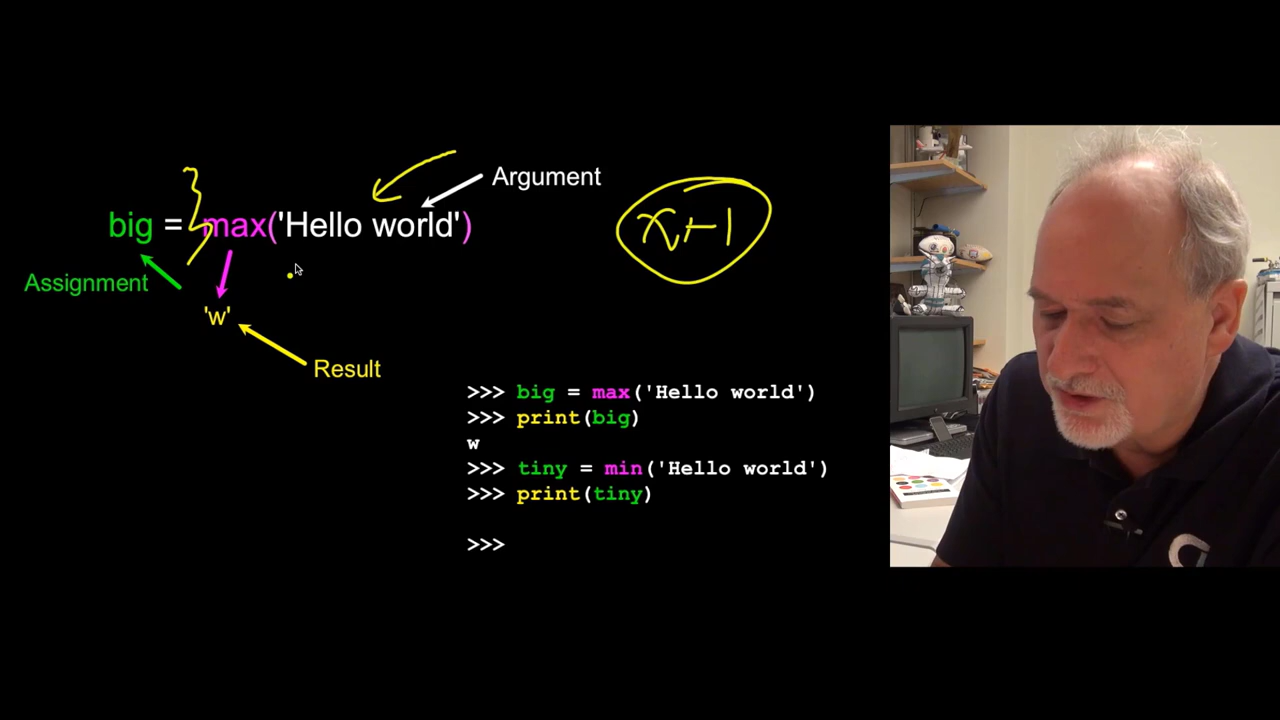 Argument
big = max('Hello world')
x+1
Assignment
'w'
Result
>>> big = max('Hello world')
>>> print(big)
w
>>> tiny = min('Hello world')
>>> print(tiny)
>>>